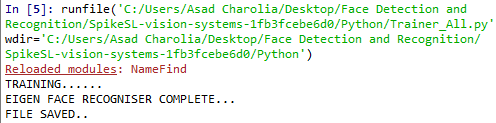 In [5]: runfile('C:/Users/Asad Charolia/Desktop/Face Detection and
Recognition/SpikeSL-vision-systems-1fb3fcebe6d0/Python/Trainer_All.py'
wdir='C:/Users/Asad Charolia/Desktop/Face Detection and Recognition/
SpikeSL-vision-systems-1fb3fcebe6d0/Python')
Reloaded modules: NameFind
TRAINING......
EIGEN FACE RECOGNISER COMPLETE...
FILE SAVED..